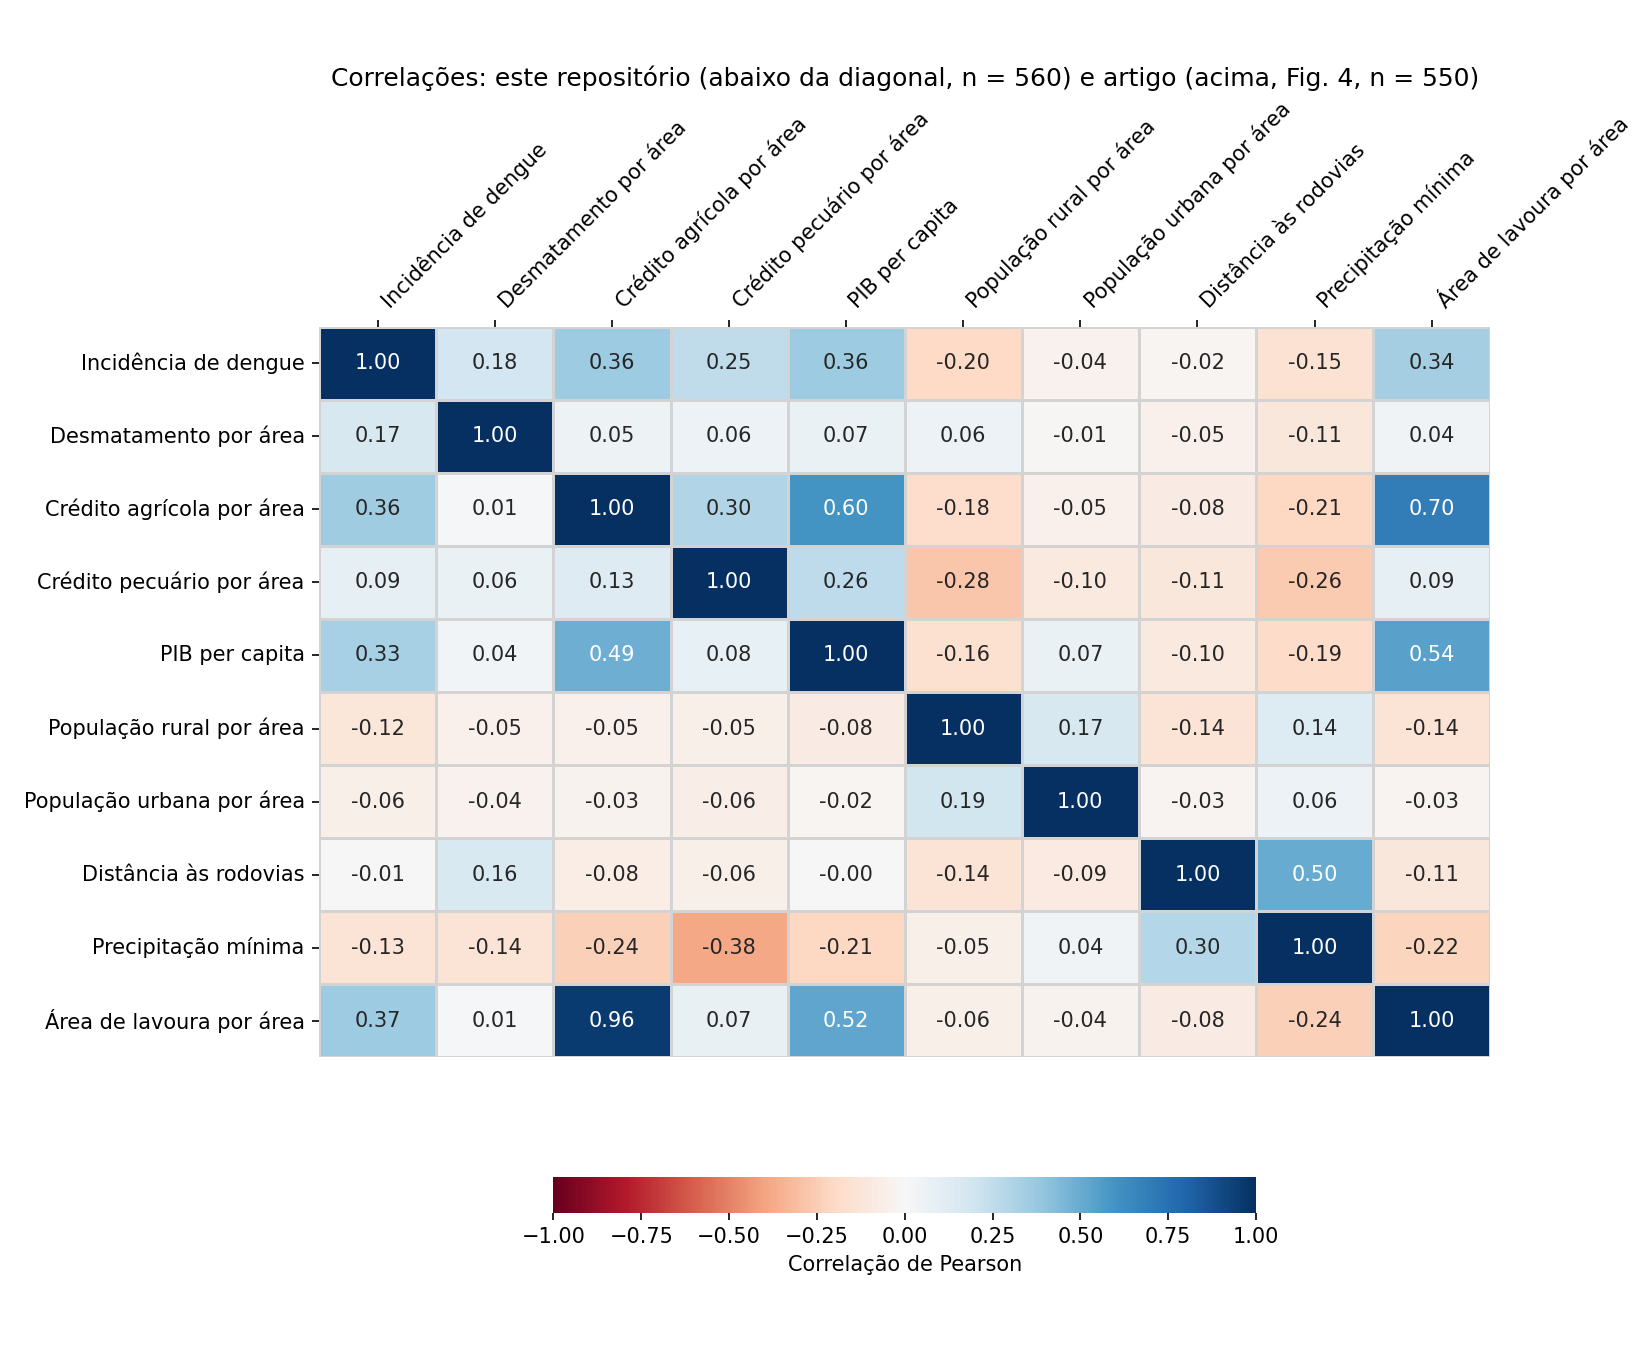 Correlações: este repositório (abaixo da diagonal, n = 560) e artigo (acima, Fig. 4, n = 550)
Incidência de dengue
Desmatamento por área
Crédito agrícola por área
Crédito pecuário por área
PIB per capita
População rural por área
População urbana por área
Distância às rodovias
Precipitação mínima
Área de lavoura por área
Incidência de dengue 1.00 0.18 0.36 0.25 0.36 -0.20 -0.04 -0.02 -0.15 0.34
Desmatamento por área 0.17 1.00 0.05 0.06 0.07 0.06 -0.01 -0.05 -0.11 0.04
Crédito agrícola por área 0.36 0.01 1.00 0.30 0.60 -0.18 -0.05 -0.08 -0.21 0.70
Crédito pecuário por área 0.09 0.06 0.13 1.00 0.26 -0.28 -0.10 -0.11 -0.26 0.09
PIB per capita 0.33 0.04 0.49 0.08 1.00 -0.16 0.07 -0.10 -0.19 0.54
População rural por área -0.12 -0.05 -0.05 -0.05 -0.08 1.00 0.17 -0.14 0.14 -0.14
População urbana por área -0.06 -0.04 -0.03 -0.06 -0.02 0.19 1.00 -0.03 0.06 -0.03
Distância às rodovias -0.01 0.16 -0.08 -0.06 -0.00 -0.14 -0.09 1.00 0.50 -0.11
Precipitação mínima -0.13 -0.14 -0.24 -0.38 -0.21 -0.05 0.04 0.30 1.00 -0.22
Área de lavoura por área 0.37 0.01 0.96 0.07 0.52 -0.06 -0.04 -0.08 -0.24 1.00
−1.00 −0.75 −0.50 −0.25 0.00 0.25 0.50 0.75 1.00
Correlação de Pearson